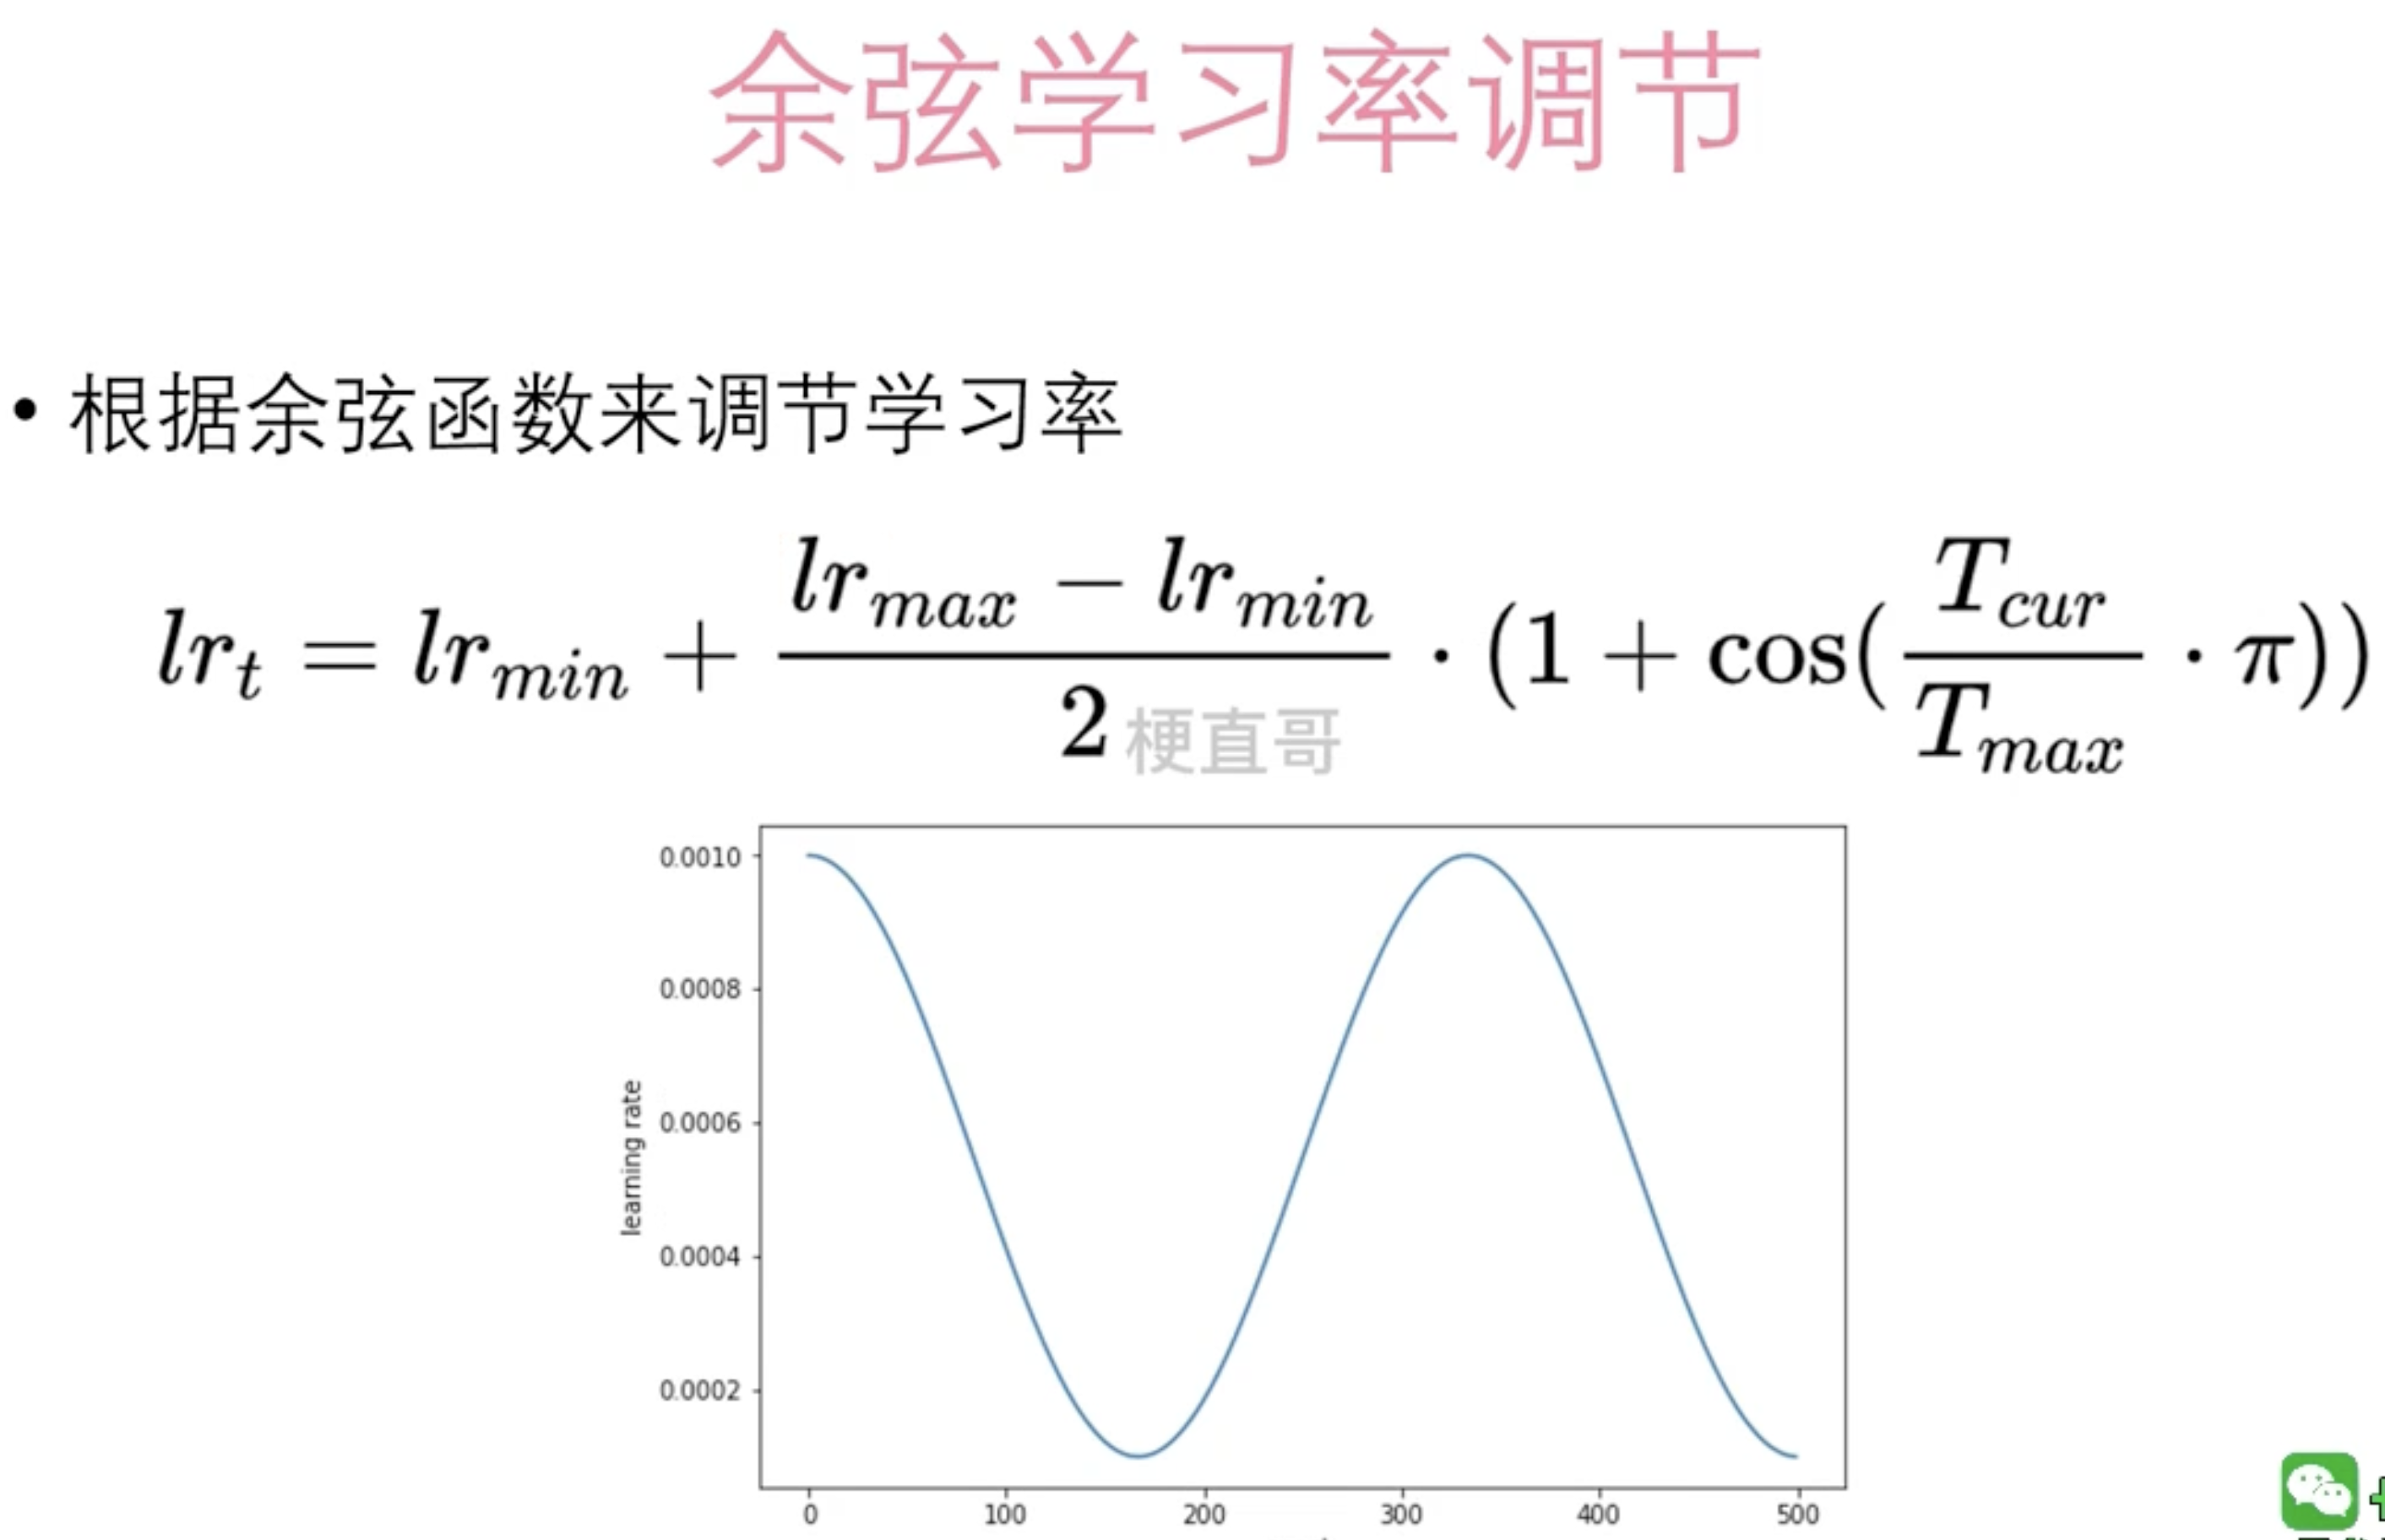 余弦学习率调节
• 根据余弦函数来调节学习率
lr_t = lr_{min} + \frac{lr_{max} - lr_{min}}{2} \cdot (1 + \cos(\frac{T_{cur}}{T_{max}} \cdot \pi))
梗直哥
0.0010
0.0008
0.0006
0.0004
0.0002
learning rate
0 100 200 300 400 500